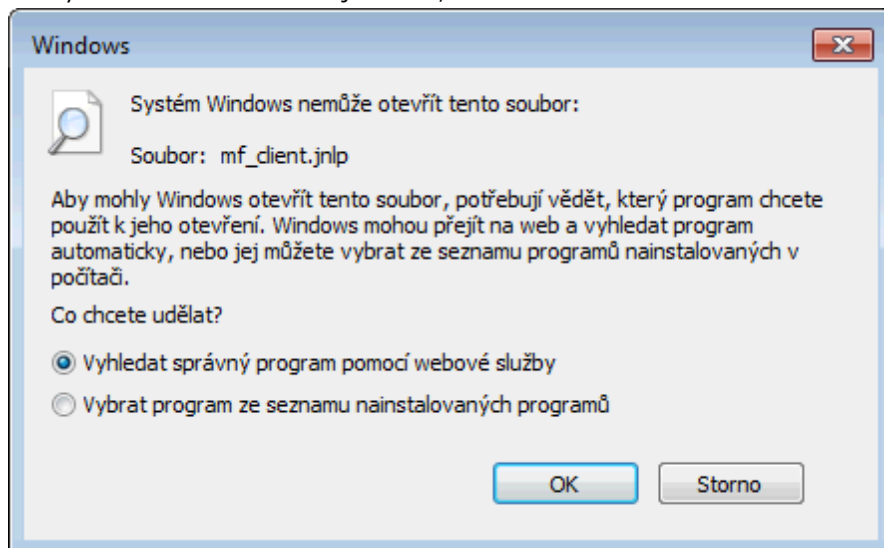 Windows
Systém Windows nemůže otevřít tento soubor:
Soubor: mf_client.jnlp
Aby mohly Windows otevřít tento soubor, potřebují vědět, který program chcete
použít k jeho otevření. Windows mohou přejít na web a vyhledat program
automaticky, nebo jej můžete vybrat ze seznamu programů nainstalovaných v
počítači.
Co chcete udělat?
Vyhledat správný program pomocí webové služby
Vybrat program ze seznamu nainstalovaných programů
OK
Storno